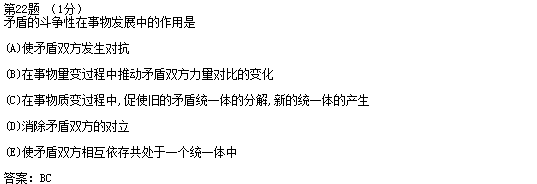 第22题 (1分)
矛盾的斗争性在事物发展中的作用是
(A)使矛盾双方发生对抗
(B)在事物量变过程中推动矛盾双方力量对比的变化
(C)在事物质变过程中,促使旧的矛盾统一体的分解,新的统一体的产生
(D)消除矛盾双方的对立
(E)使矛盾双方相互依存共处于一个统一体中
答案：BC